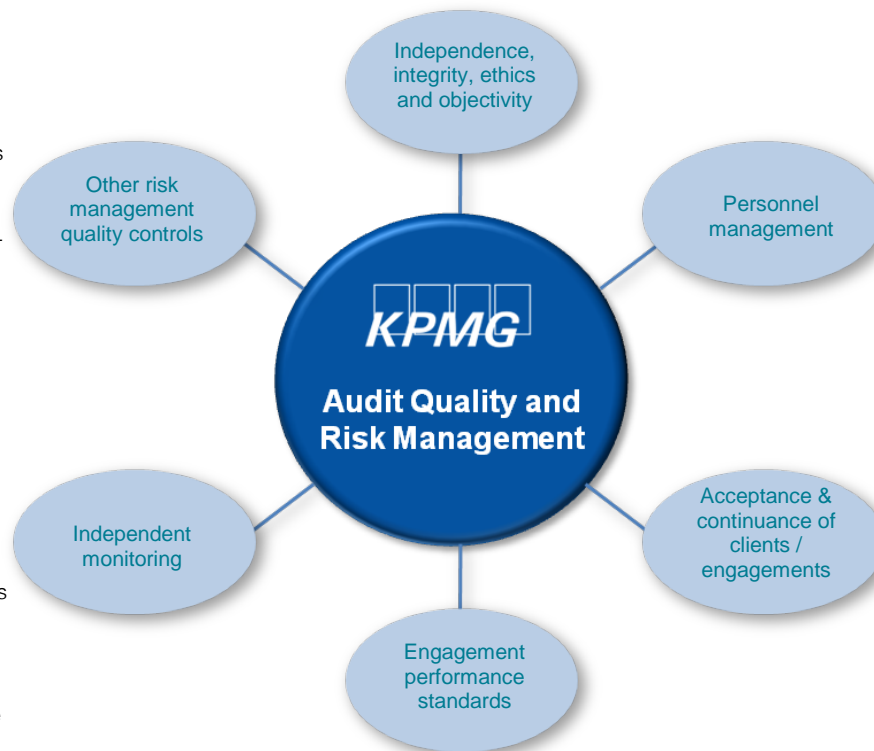 Independence,
integrity, ethics
and objectivity
Other risk
management
quality controls
Personnel
management
KPMG
Audit Quality and
Risk Management
Independent
monitoring
Acceptance &
continuance of
clients /
engagements
Engagement
performance
standards